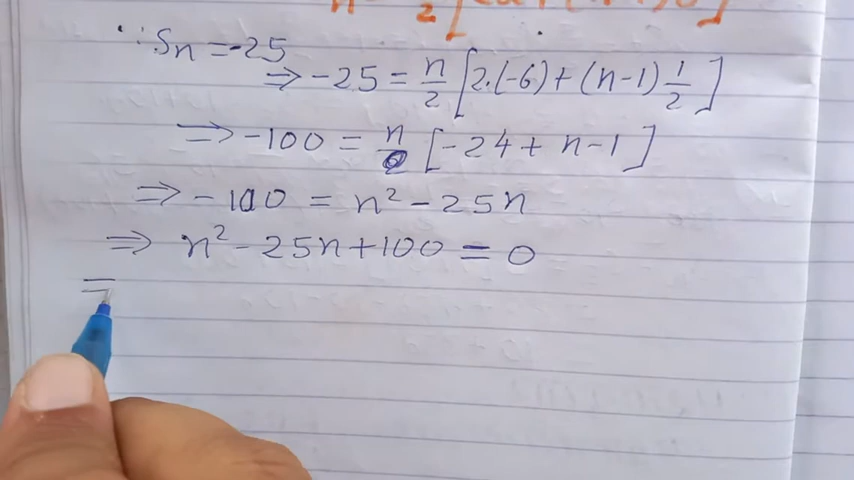 ∵ Sn = -25
⇒ -25 = n/2 [2.(-6) + (n-1) 1/2]
⇒ -100 = n [-24 + n-1]
⇒ -100 = n² - 25n
⇒ n² - 25n + 100 = 0
=